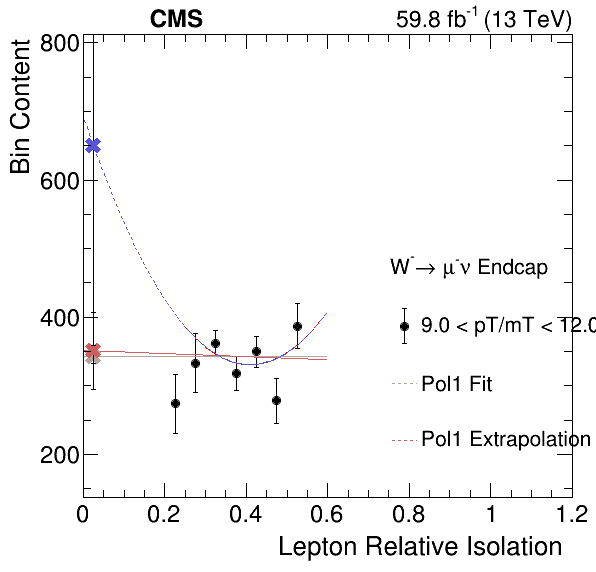 CMS
59.8 fb⁻¹ (13 TeV)
Bin Content
800
600
400
200
W⁻→ μ⁻ν Endcap
9.0 < pT/mT < 12.0
Pol1 Fit
Pol1 Extrapolation
0 0.2 0.4 0.6 0.8 1 1.2
Lepton Relative Isolation